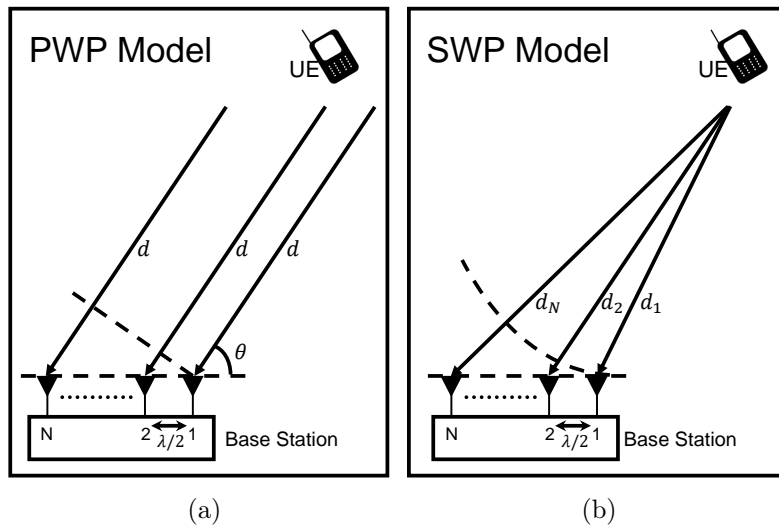 PWP Model
UE
d
d
d
θ
N
2
1
λ/2
Base Station
(a)
SWP Model
UE
d_N
d_2
d_1
N
2
1
λ/2
Base Station
(b)